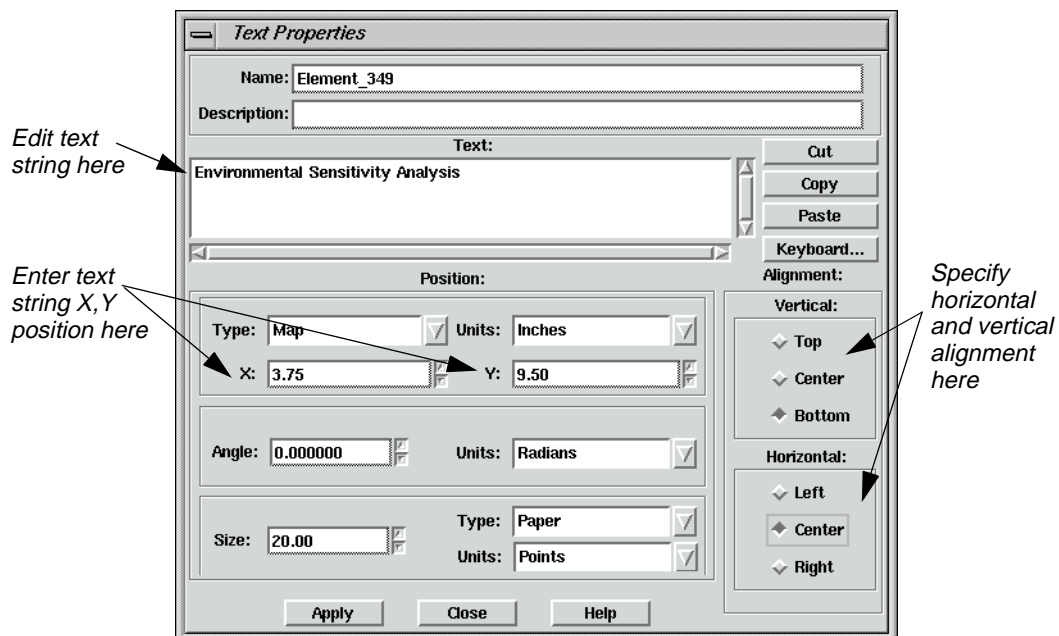 Text Properties
Name: Element_349
Description:
Edit text
string here
Text:
Environmental Sensitivity Analysis
Cut
Copy
Paste
Keyboard...
Enter text
string X,Y
position here
Position:
Type: Map Units: Inches
X: 3.75 Y: 9.50
Angle: 0.000000 Units: Radians
Size: 20.00
Type: Paper
Units: Points
Alignment:
Vertical:
Top
Center
Bottom
Horizontal:
Left
Center
Right
Specify
horizontal
and vertical
alignment
here
Apply Close Help